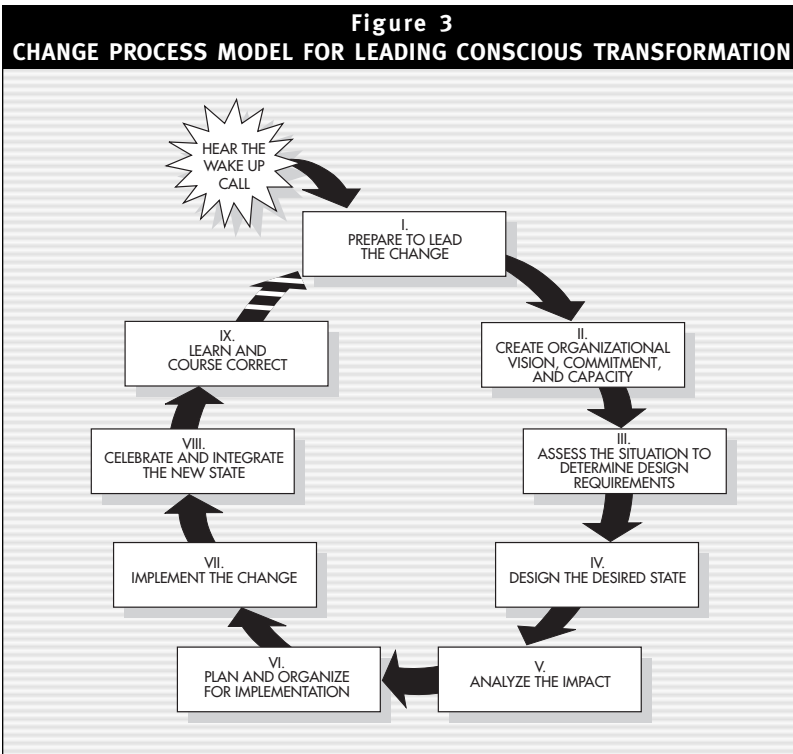 Figure 3
CHANGE PROCESS MODEL FOR LEADING CONSCIOUS TRANSFORMATION
HEAR THE
WAKE UP
CALL
I.
PREPARE TO LEAD
THE CHANGE
II.
CREATE ORGANIZATIONAL
VISION, COMMITMENT,
AND CAPACITY
III.
ASSESS THE SITUATION TO
DETERMINE DESIGN
REQUIREMENTS
IV.
DESIGN THE DESIRED STATE
V.
ANALYZE THE IMPACT
VI.
PLAN AND ORGANIZE
FOR IMPLEMENTATION
VII.
IMPLEMENT THE CHANGE
VIII.
CELEBRATE AND INTEGRATE
THE NEW STATE
IX.
LEARN AND
COURSE CORRECT